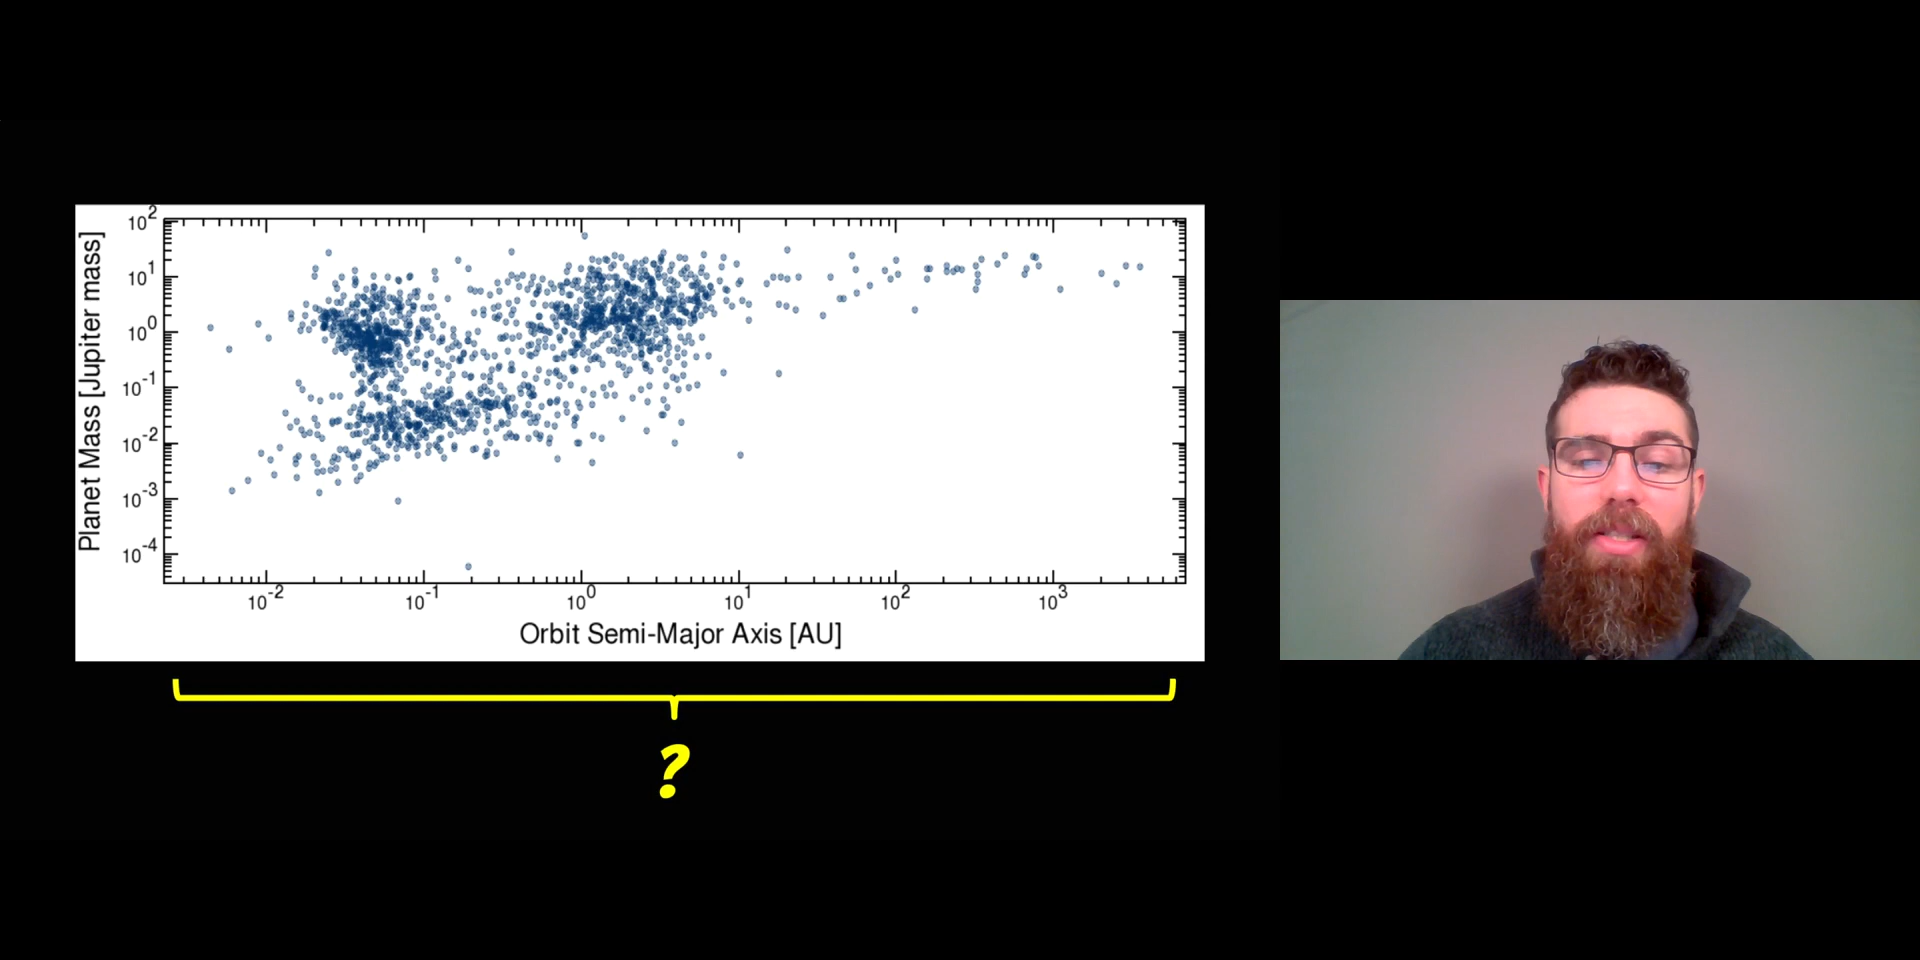 Planet Mass [Jupiter mass]
10²
10¹
10⁰
10⁻¹
10⁻²
10⁻³
10⁻⁴
10⁻² 10⁻¹ 10⁰ 10¹ 10² 10³
Orbit Semi-Major Axis [AU]
?